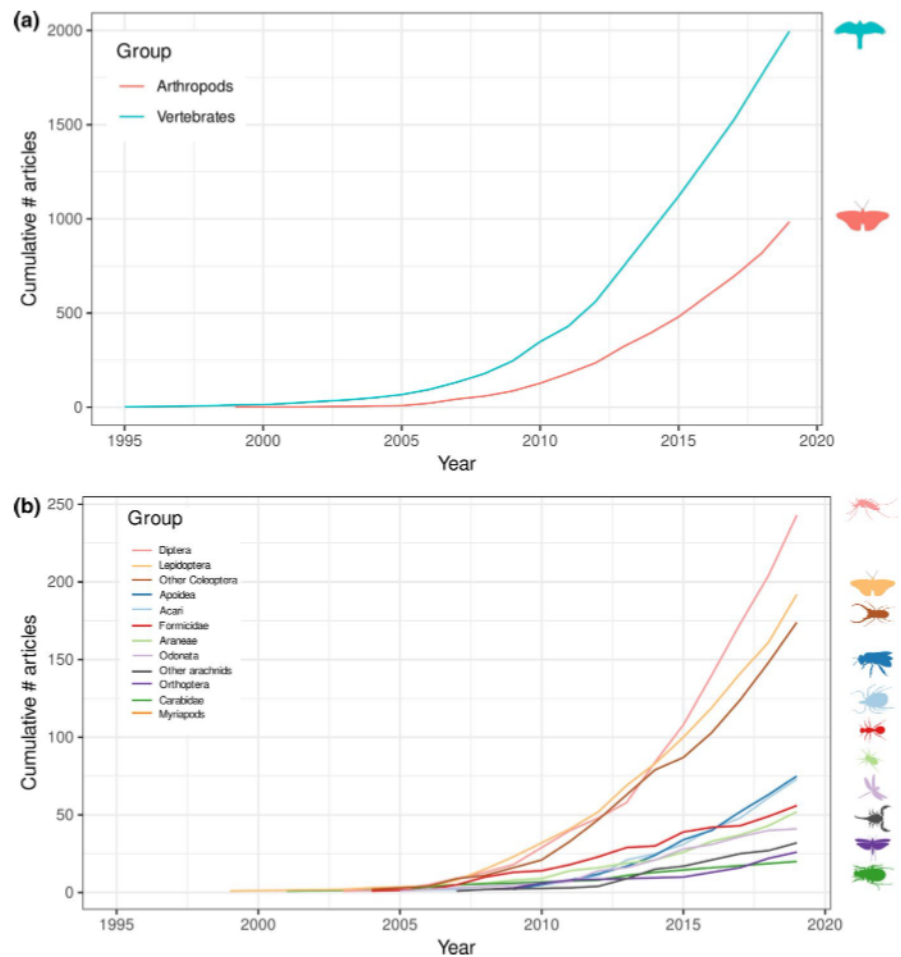 (a)
2000
1500
1000
500
0
Cumulative # articles
Group
Arthropods
Vertebrates
1995
2000
2005
2010
2015
2020
Year
(b)
250
200
150
100
50
0
Cumulative # articles
Group
Diptera
Lepidoptera
Other Coleoptera
Apoidea
Acari
Formicidae
Araneae
Odonata
Other arachnids
Orthoptera
Carabidae
Myriapods
1995
2000
2005
2010
2015
2020
Year